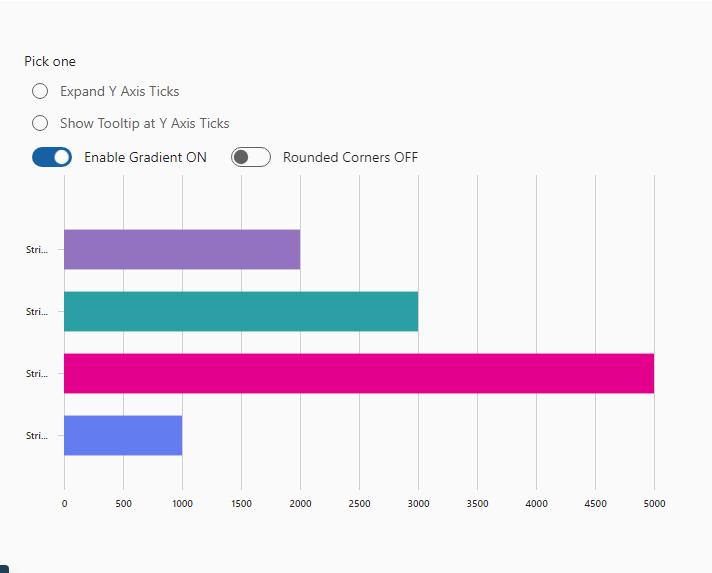 Pick one
Expand Y Axis Ticks
Show Tooltip at Y Axis Ticks
Enable Gradient ON Rounded Corners OFF
Stri...
Stri...
Stri...
Stri...
0 500 1000 1500 2000 2500 3000 3500 4000 4500 5000